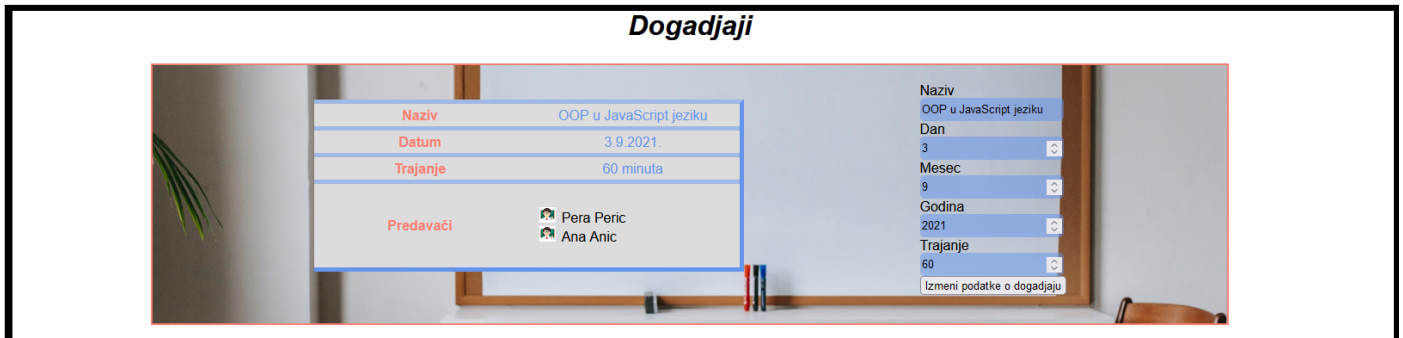 Dogadjaji
Naziv OOP u JavaScript jeziku
Datum 3.9.2021.
Trajanje 60 minuta
Predavači
Pera Peric
Ana Anic
Naziv
OOP u JavaScript jeziku
Dan
3
Mesec
9
Godina
2021
Trajanje
60
Izmeni podatke o dogadjaju